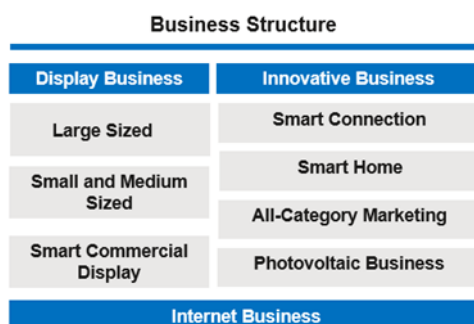 Business Structure
Display Business
Large Sized
Small and Medium
Sized
Smart Commercial
Display
Innovative Business
Smart Connection
Smart Home
All-Category Marketing
Photovoltaic Business
Internet Business